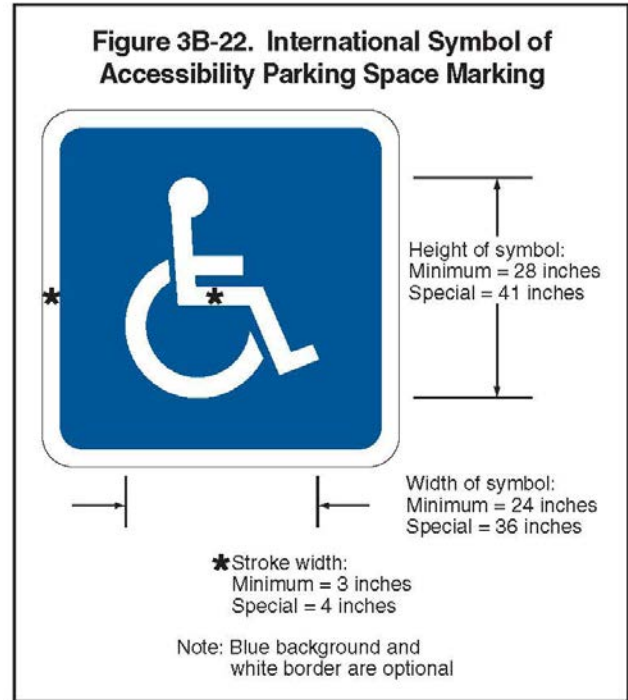 Figure 3B-22. International Symbol of
Accessibility Parking Space Marking
Height of symbol:
Minimum = 28 inches
Special = 41 inches
Width of symbol:
Minimum = 24 inches
Special = 36 inches
*Stroke width:
Minimum = 3 inches
Special = 4 inches
Note: Blue background and
white border are optional